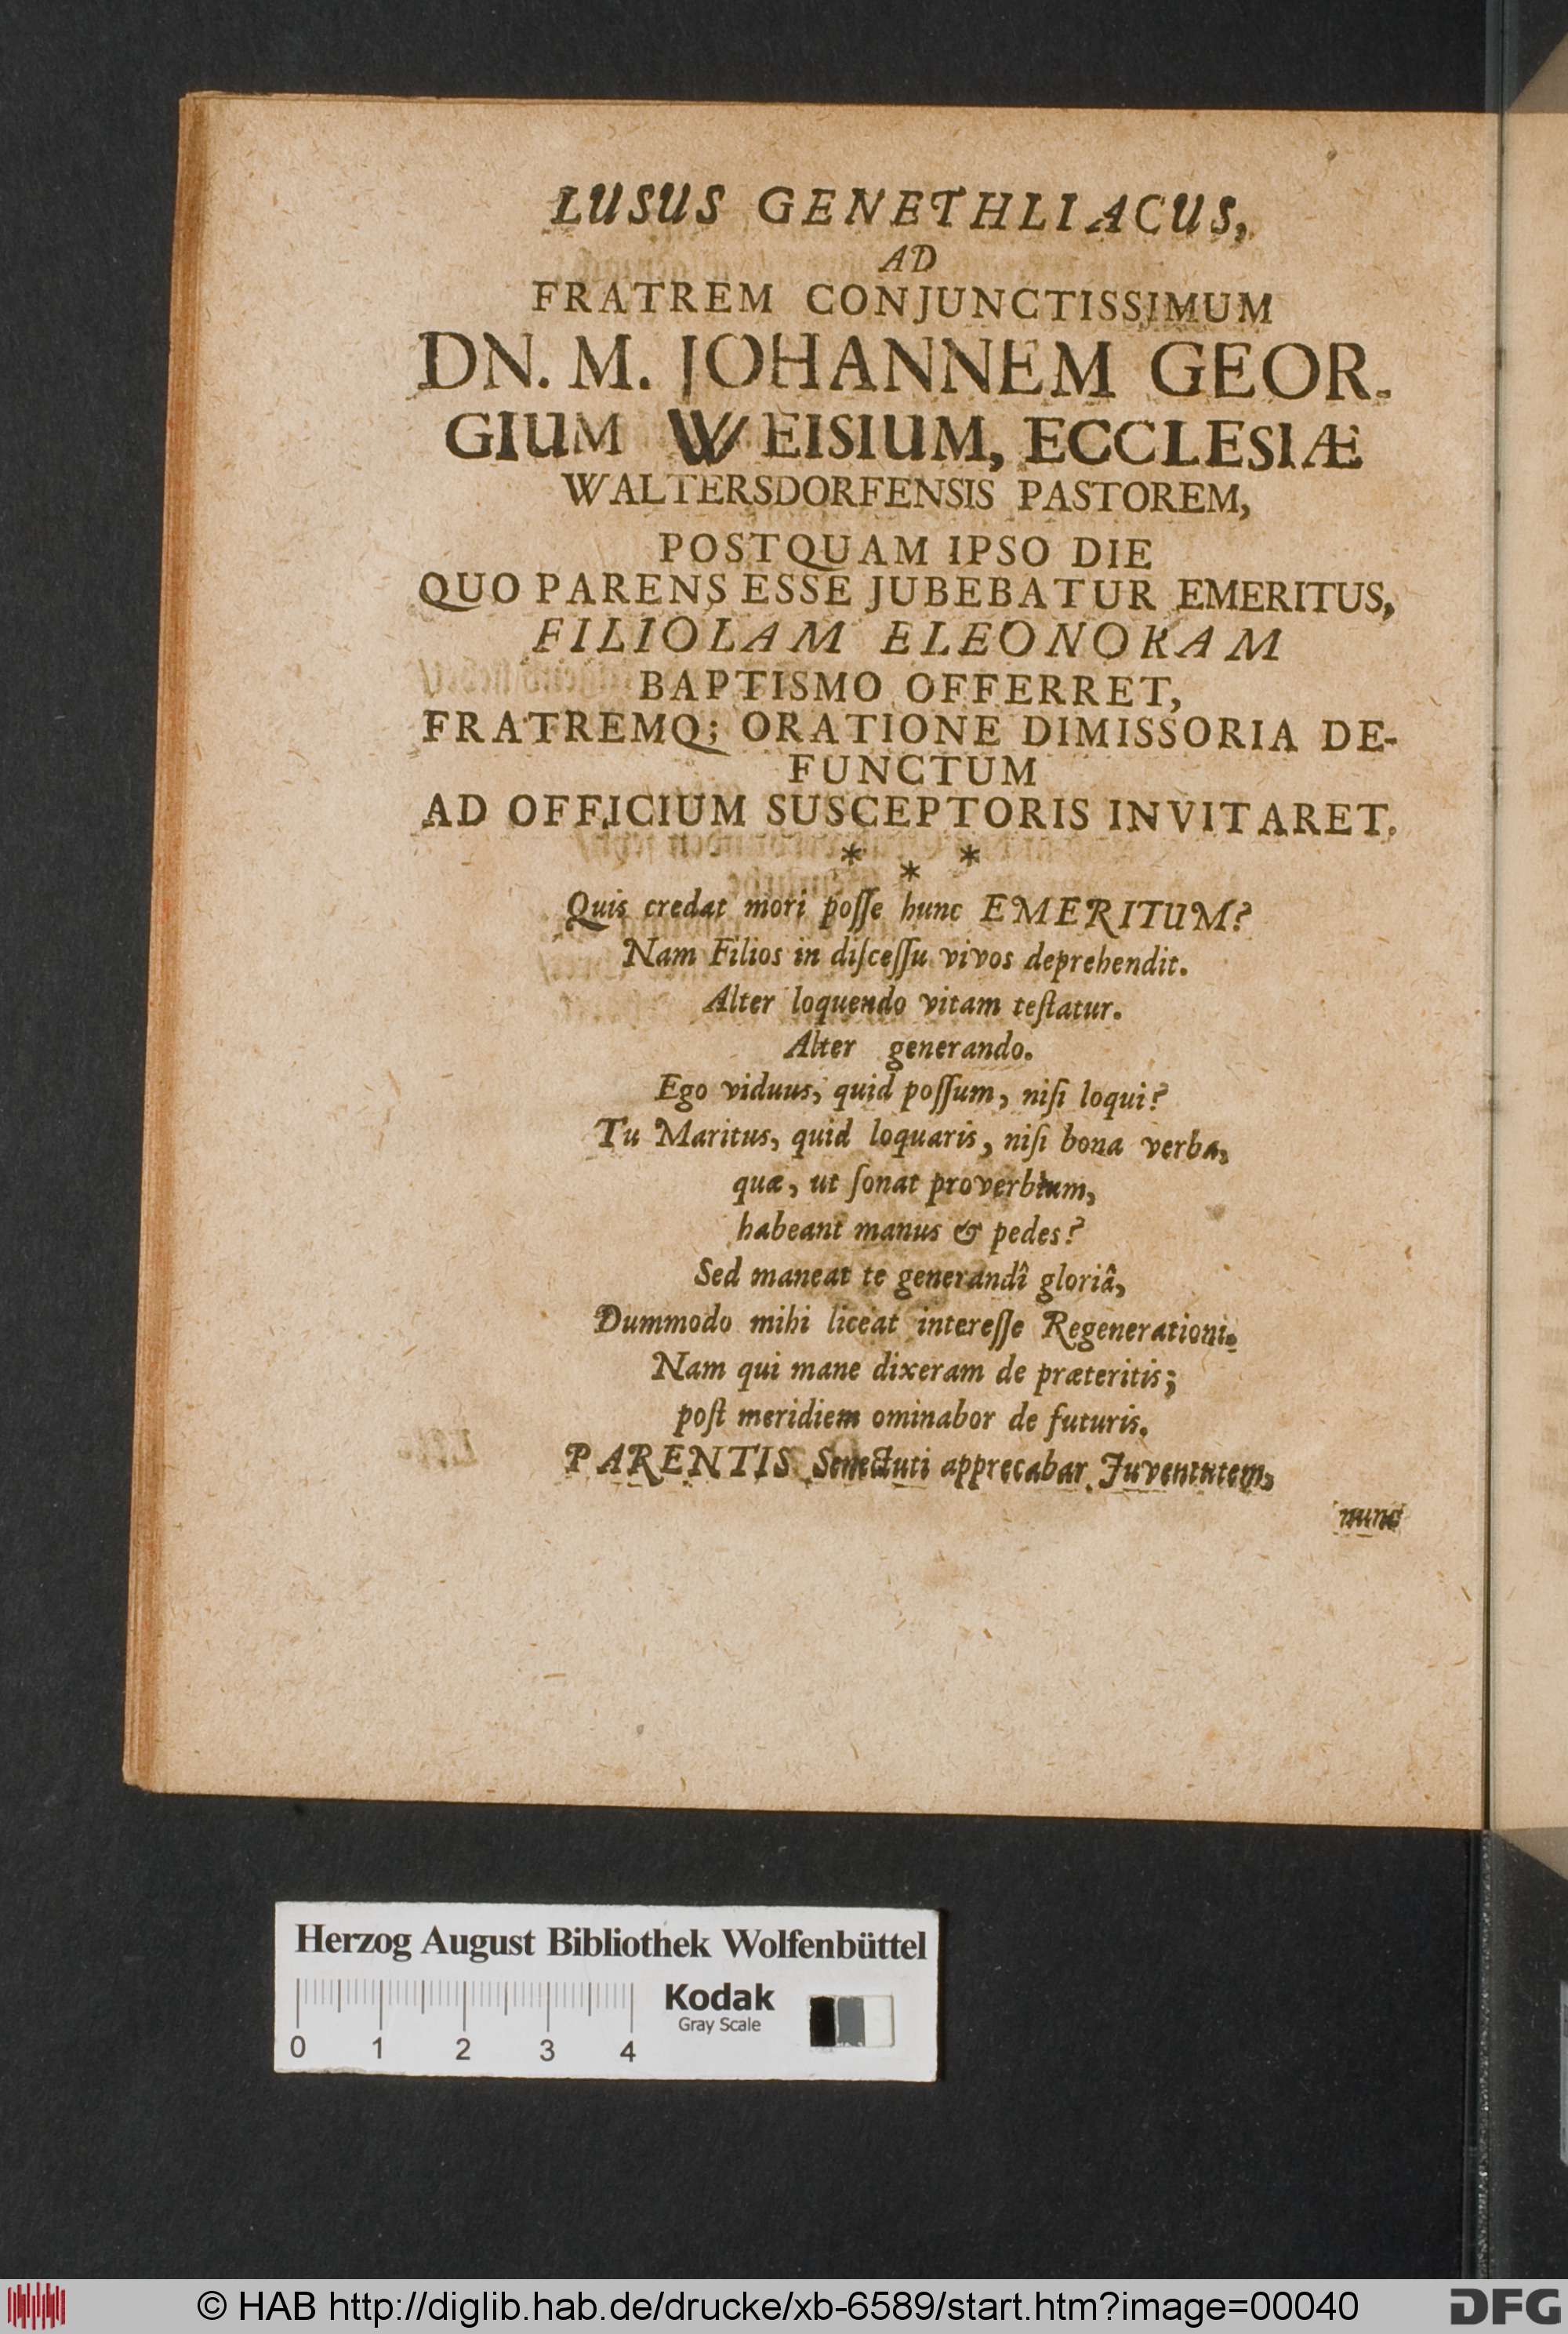 LUSUS GENETHLIACUS,
AD
FRATREM CONJUNCTISSIMUM
DN. M. JOHANNEM GEOR-
GIUM WEISIUM, ECCLESIÆ
WALTERSDORFENSIS PASTOREM,
POSTQUAM IPSO DIE
QUO PARENS ESSE JUBEBATUR EMERITUS,
FILIOLAM ELEONORAM
BAPTISMO OFFERRET,
FRATREMQ; ORATIONE DIMISSORIA DE-
FUNCTUM
AD OFFICIUM SUSCEPTORIS INVITARET.
* * *
Quis credat mori poſſe hunc EMERITUM?
Nam Filios in diſceſſu vivos deprehendit.
Alter loquendo vitam teſtatur.
Alter generando.
Ego viduus, quid poſſum, niſi loqui?
Tu Maritus, quid loquaris, niſi bona verba,
quæ, ut ſonat proverbium,
habeant manus & pedes?
Sed maneat te generandî gloriâ,
Dummodo mihi liceat intereſſe Regenerationi.
Nam qui mane dixeram de præteritis;
poſt meridiem ominabor de futuris.
PARENTIS Senectuti apprecabar Juventutem,
nunc
Herzog August Bibliothek Wolfenbüttel
Kodak
Gray Scale
0 1 2 3 4
© HAB http://diglib.hab.de/drucke/xb-6589/start.htm?image=00040
DFG